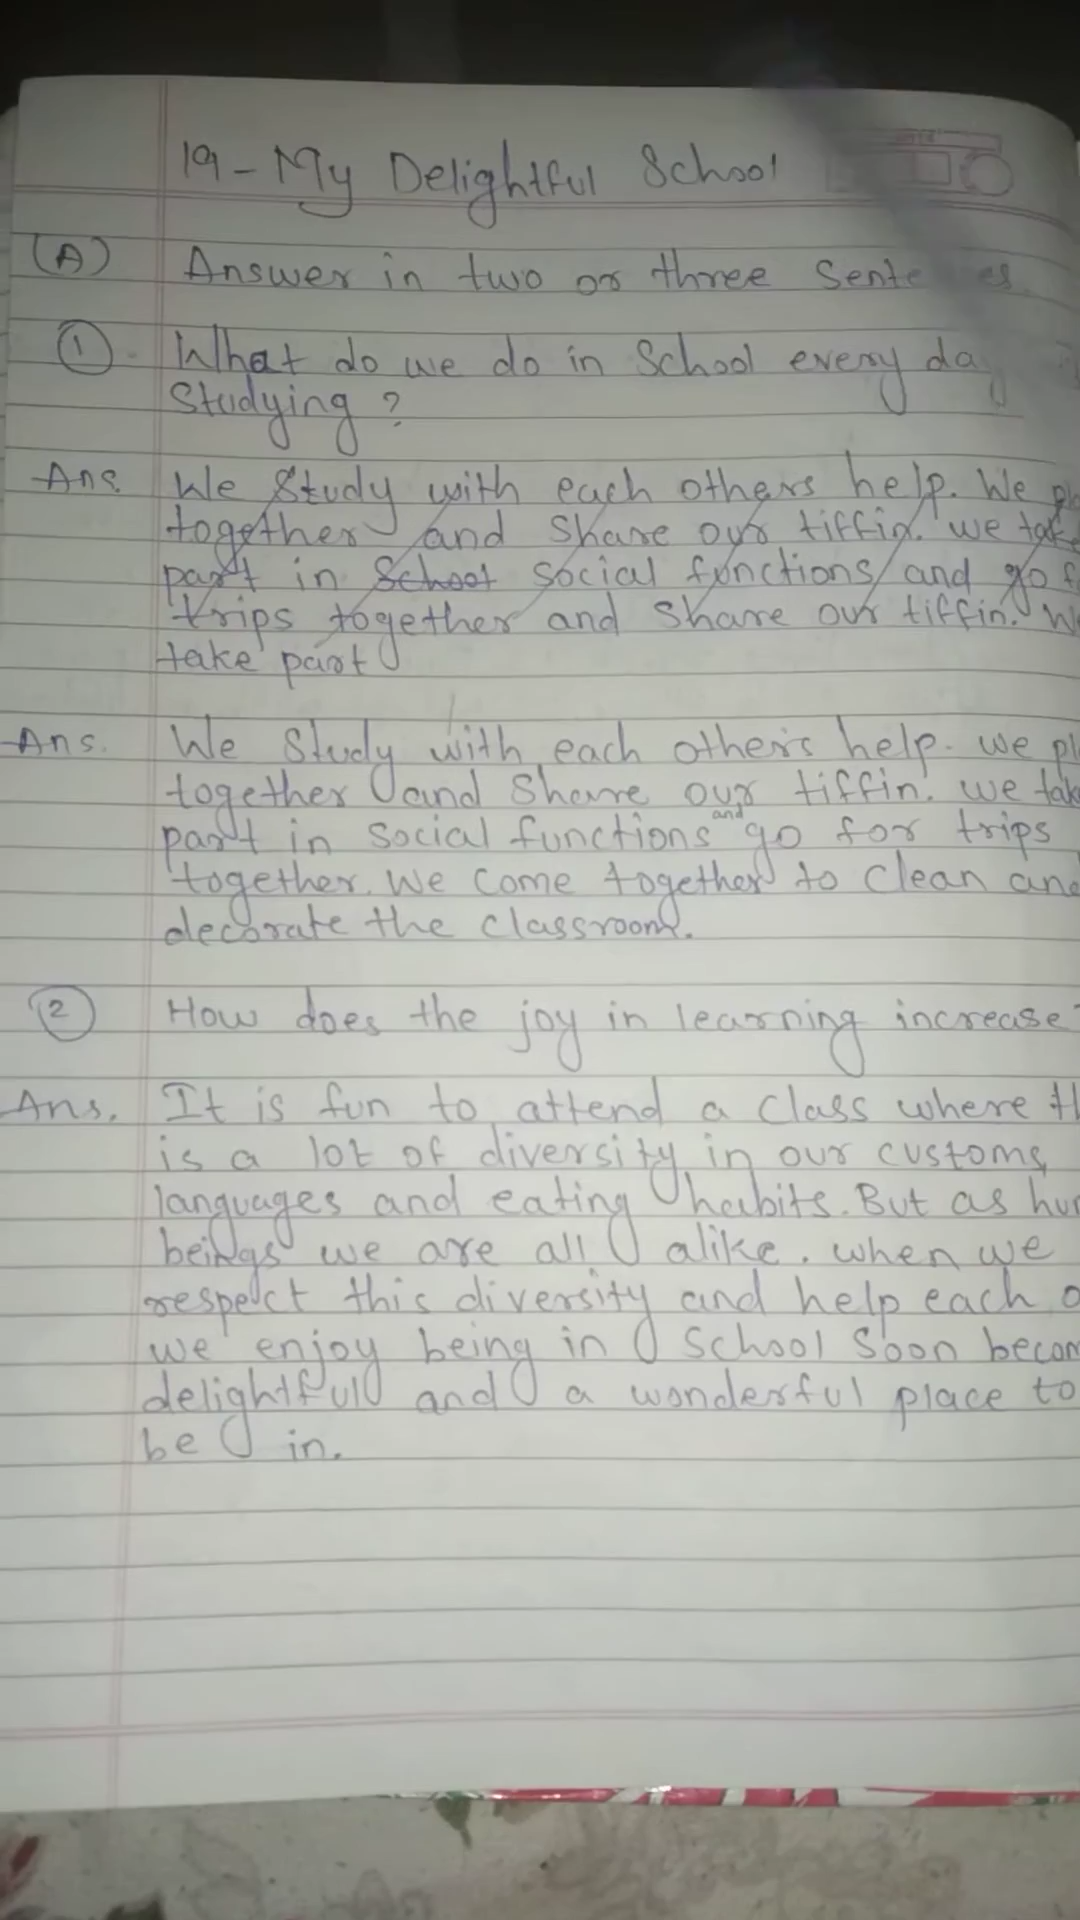 19 - My Delightful School
(A) Answer in two or three
1 What do we do in School every
Studying ?
Ans. We Study with each others help. We
together and Share our tiffin. we take
part in School social functions and go
trips together and share our tiffin.
take part
Ans. We Study with each other's help. we
together and Share our tiffin. we
part in social functions and go for trips
together. We come together to clean and
decorate the classroom.
2 How does the joy in learning increase
Ans. It is fun to attend a class where
is a lot of diversity in our customs,
languages and eating habits. But as
beings we are all alike. when we
respect this diversity and help each
we enjoy being in School Soon
delightful and a wonderful place to
be in.